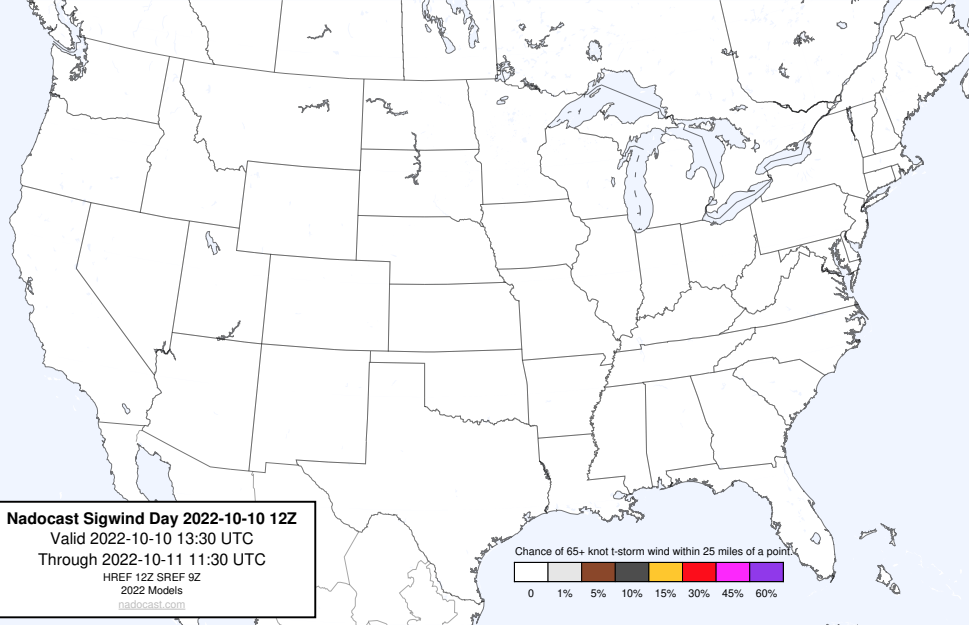 Nadocast Sigwind Day 2022-10-10 12Z
Valid 2022-10-10 13:30 UTC
Through 2022-10-11 11:30 UTC
HREF 12Z SREF 9Z
2022 Models
nadocast.com
Chance of 65+ knot t-storm wind within 25 miles of a point.
0 1% 5% 10% 15% 30% 45% 60%